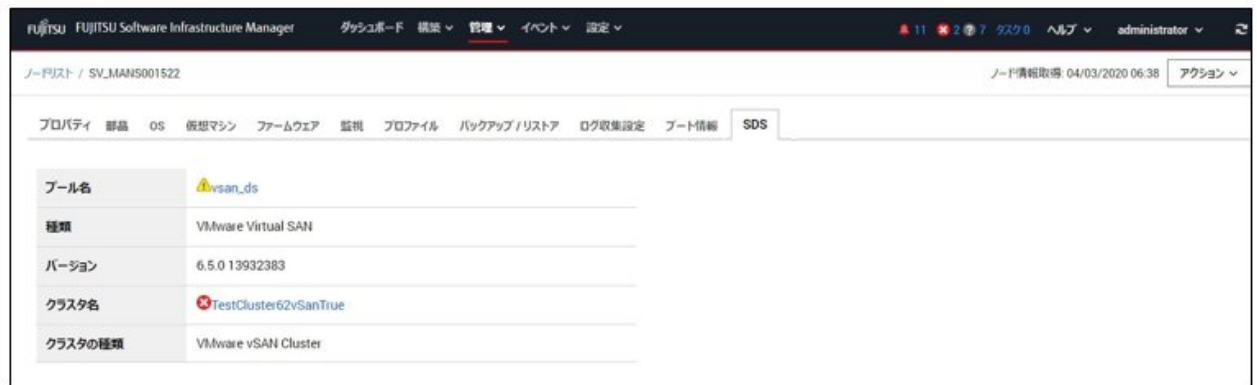 FUJITSU FUJITSU Software Infrastructure Manager ダッシュボード 構築 管理 イベント 設定 11 2 7 タスク 0 ヘルプ administrator
ノードリスト / SV_MANS001522 ノード情報取得: 04/03/2020 06:38 アクション
プロパティ 部品 OS 仮想マシン ファームウェア 監視 プロファイル バックアップ / リストア ログ収集設定 ブート情報 SDS
プール名 vsan_ds
種類 VMware Virtual SAN
バージョン 6.5.0 13932383
クラスタ名 TestCluster62vSanTrue
クラスタの種類 VMware vSAN Cluster